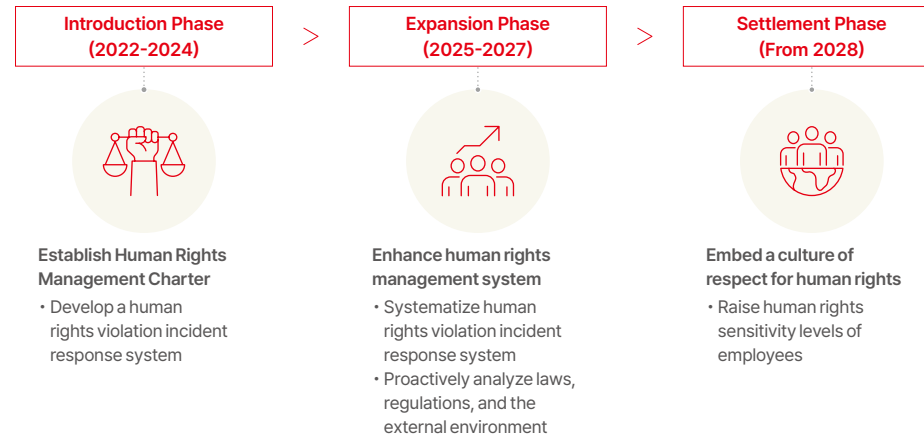 Introduction Phase
(2022-2024)
>
Expansion Phase
(2025-2027)
>
Settlement Phase
(From 2028)
Establish Human Rights
Management Charter
• Develop a human
rights violation incident
response system
Enhance human rights
management system
• Systematize human
rights violation incident
response system
• Proactively analyze laws,
regulations, and the
external environment
Embed a culture of
respect for human rights
• Raise human rights
sensitivity levels of
employees